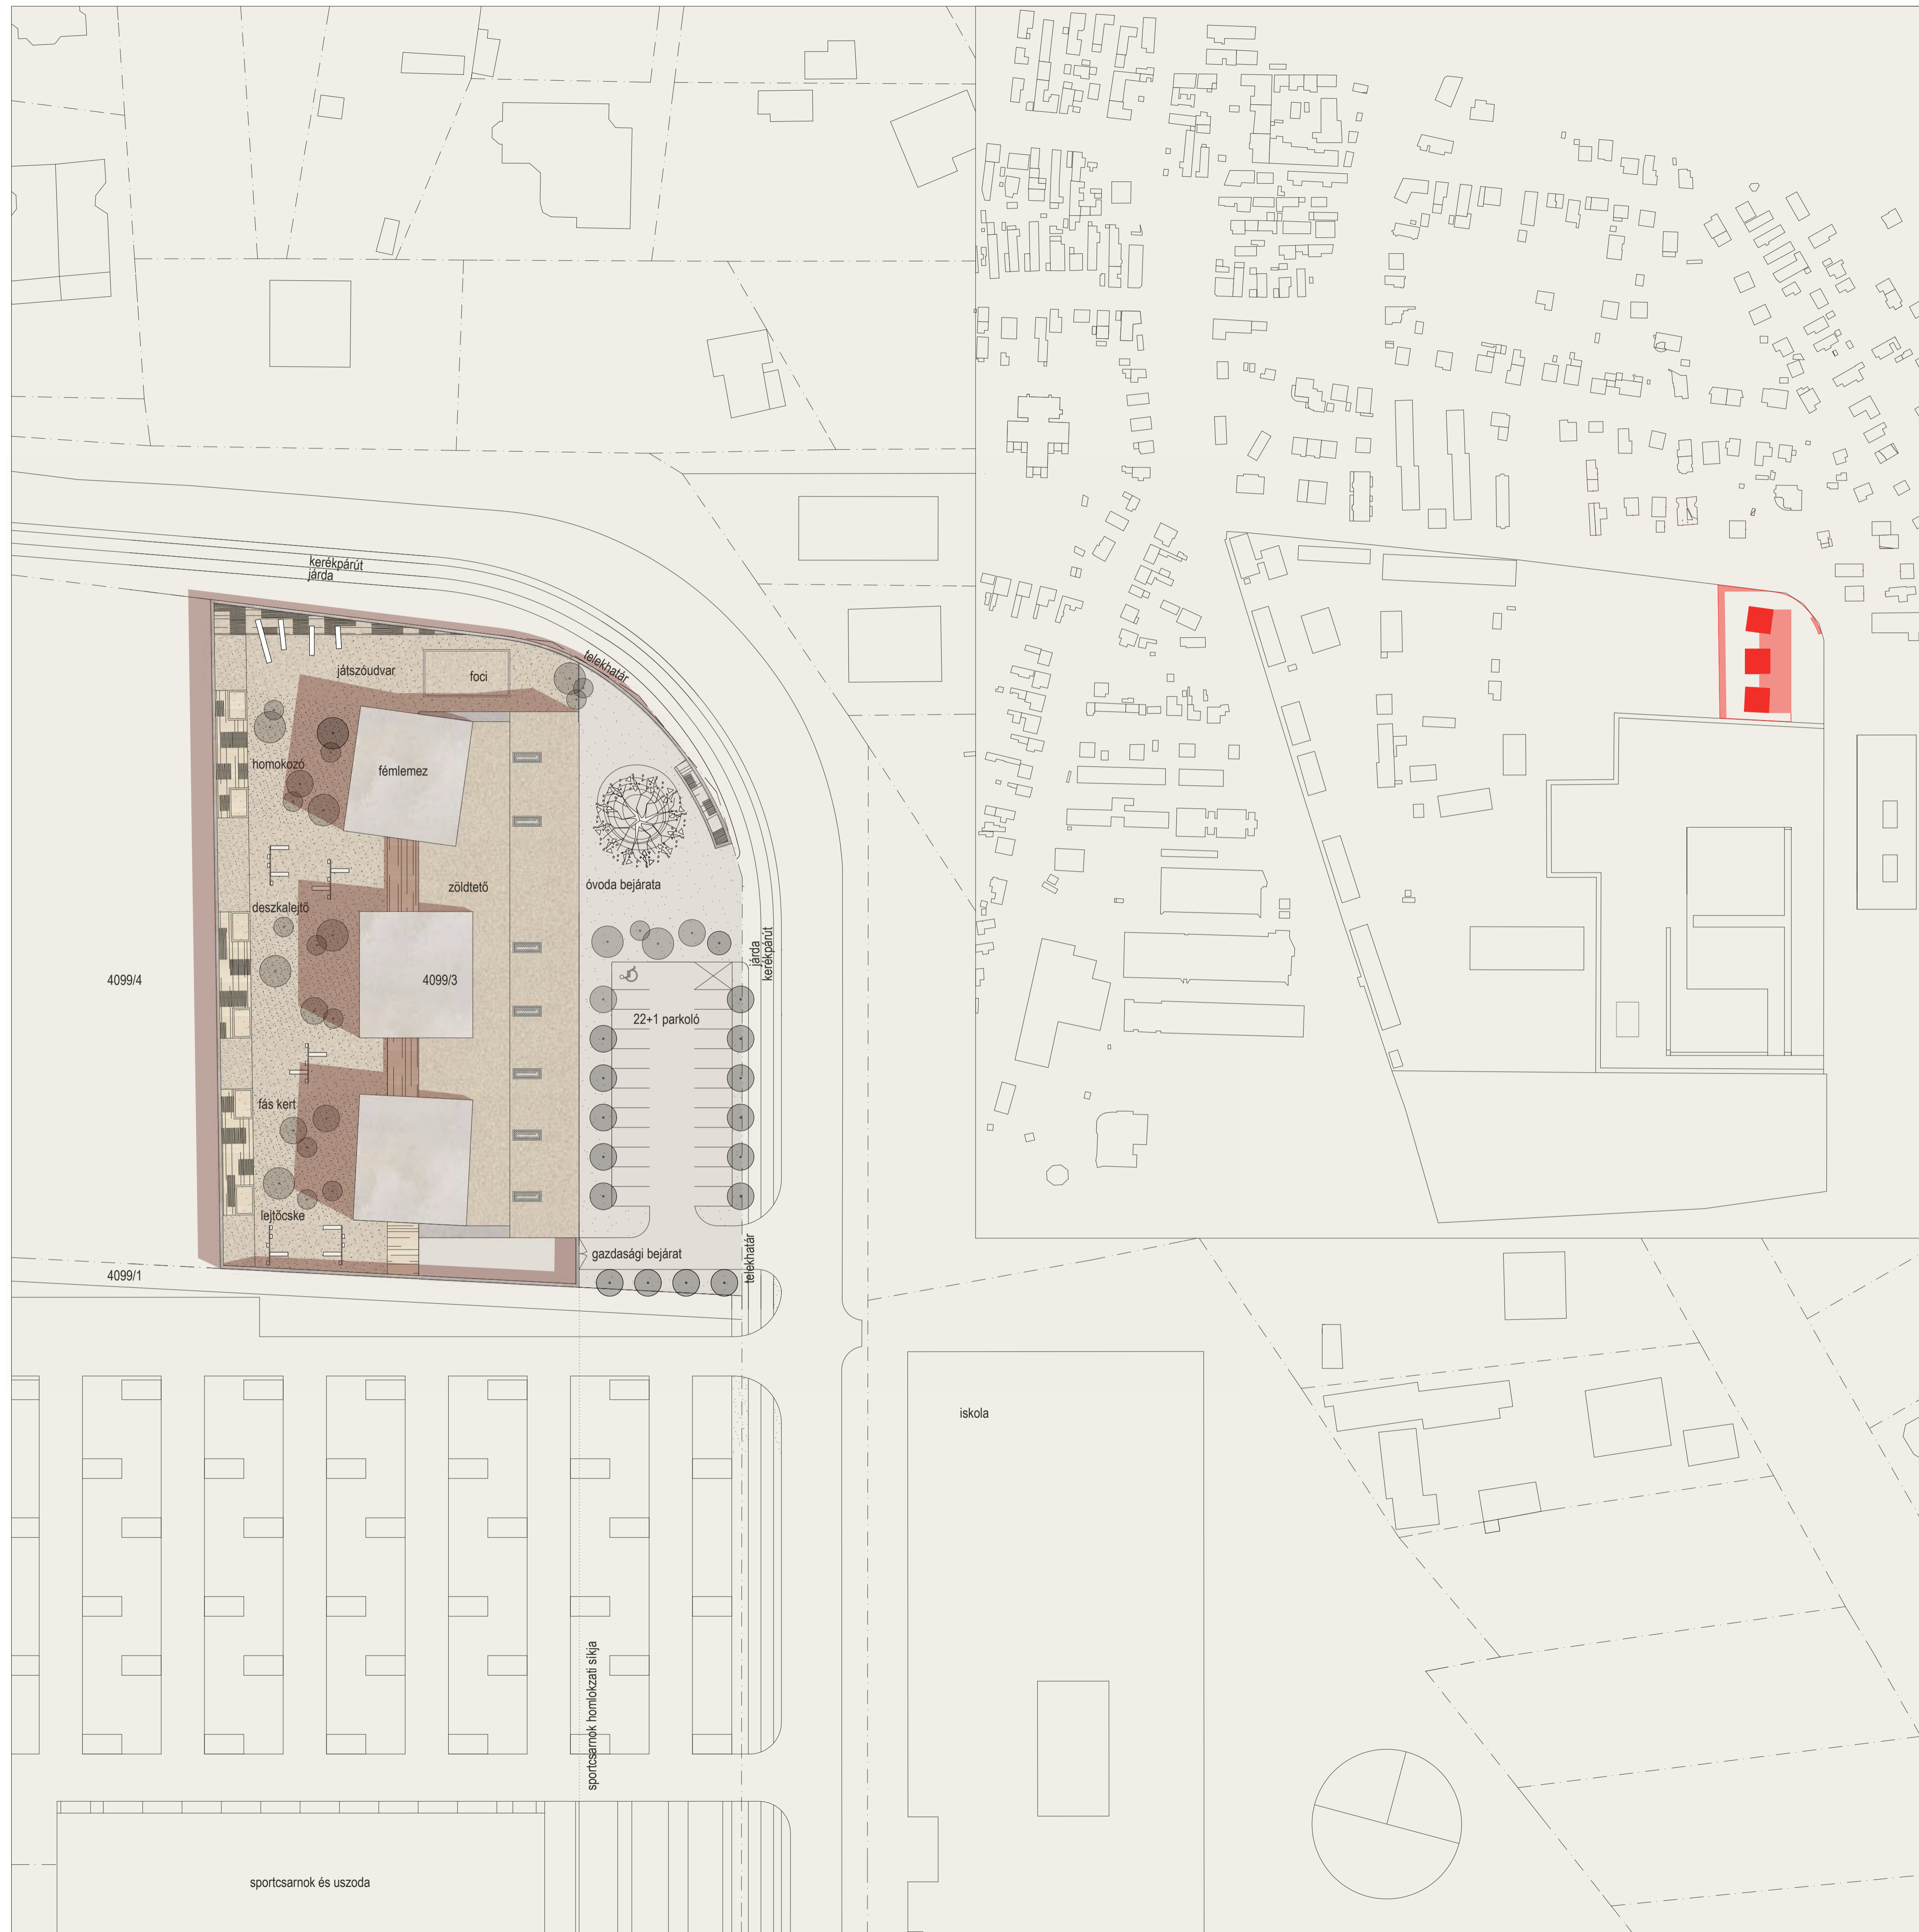 kerékpárút
járda
telekhatár
játszóudvar
foci
homokozó
fémlemez
zöldtető
óvoda bejárata
deszkalejtő
járda
kerékpárút
4099/4
4099/3
22+1 parkoló
fás kert
lejtőcske
gazdasági bejárat
telekhatár
4099/1
iskola
sportcsarnok homlokzati síkja
sportcsarnok és uszoda